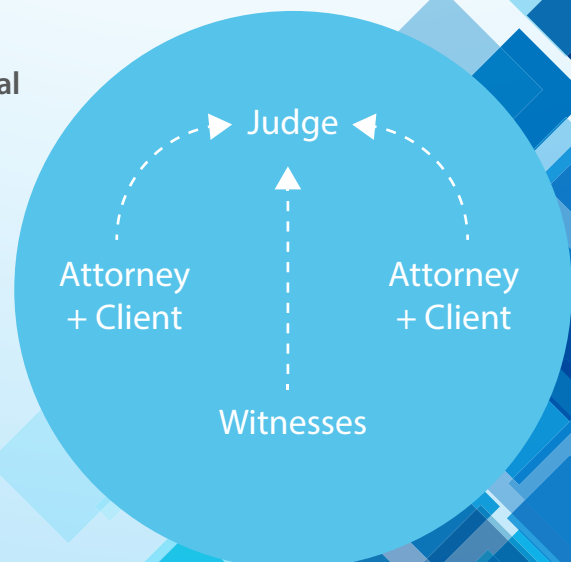 al
Judge
Attorney
+ Client
Attorney
+ Client
Witnesses